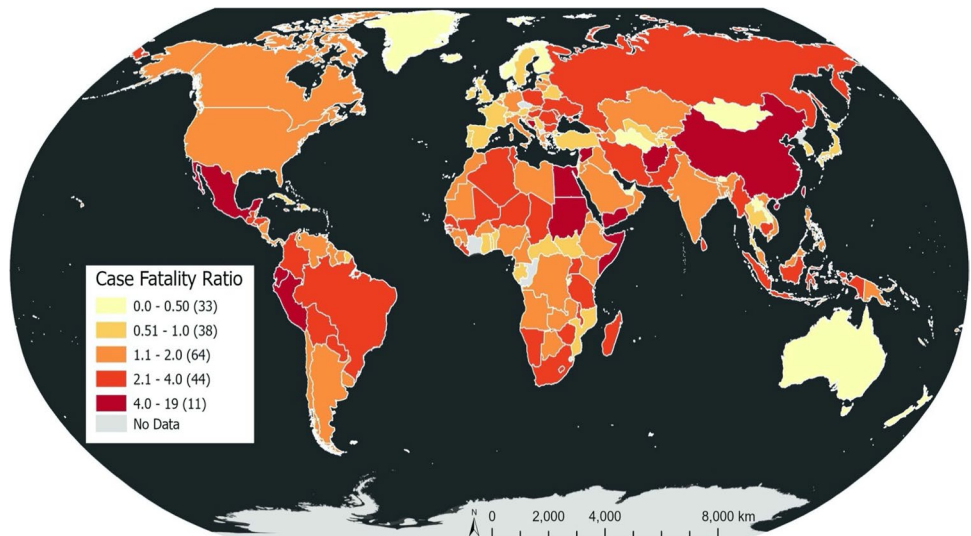 Case Fatality Ratio
0.0 - 0.50 (33)
0.51 - 1.0 (38)
1.1 - 2.0 (64)
2.1 - 4.0 (44)
4.0 - 19 (11)
No Data
N
0 2,000 4,000 8,000 km